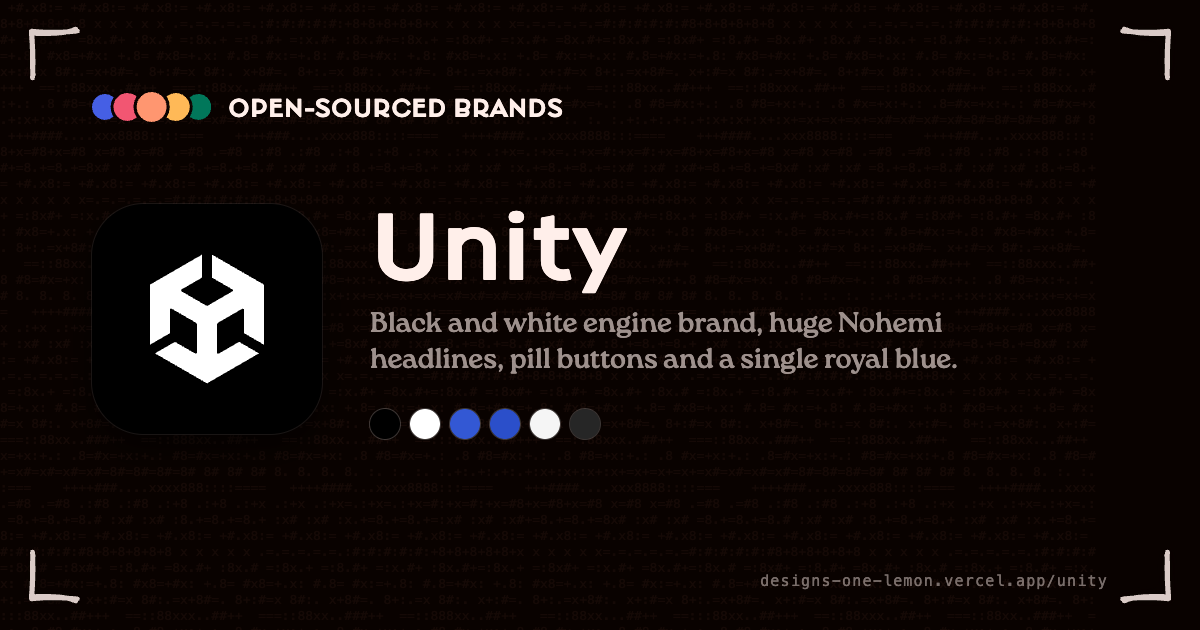 OPEN-SOURCED BRANDS
Unity
Black and white engine brand, huge Nohemi
headlines, pill buttons and a single royal blue.
designs-one-lemon.vercel.app/unity